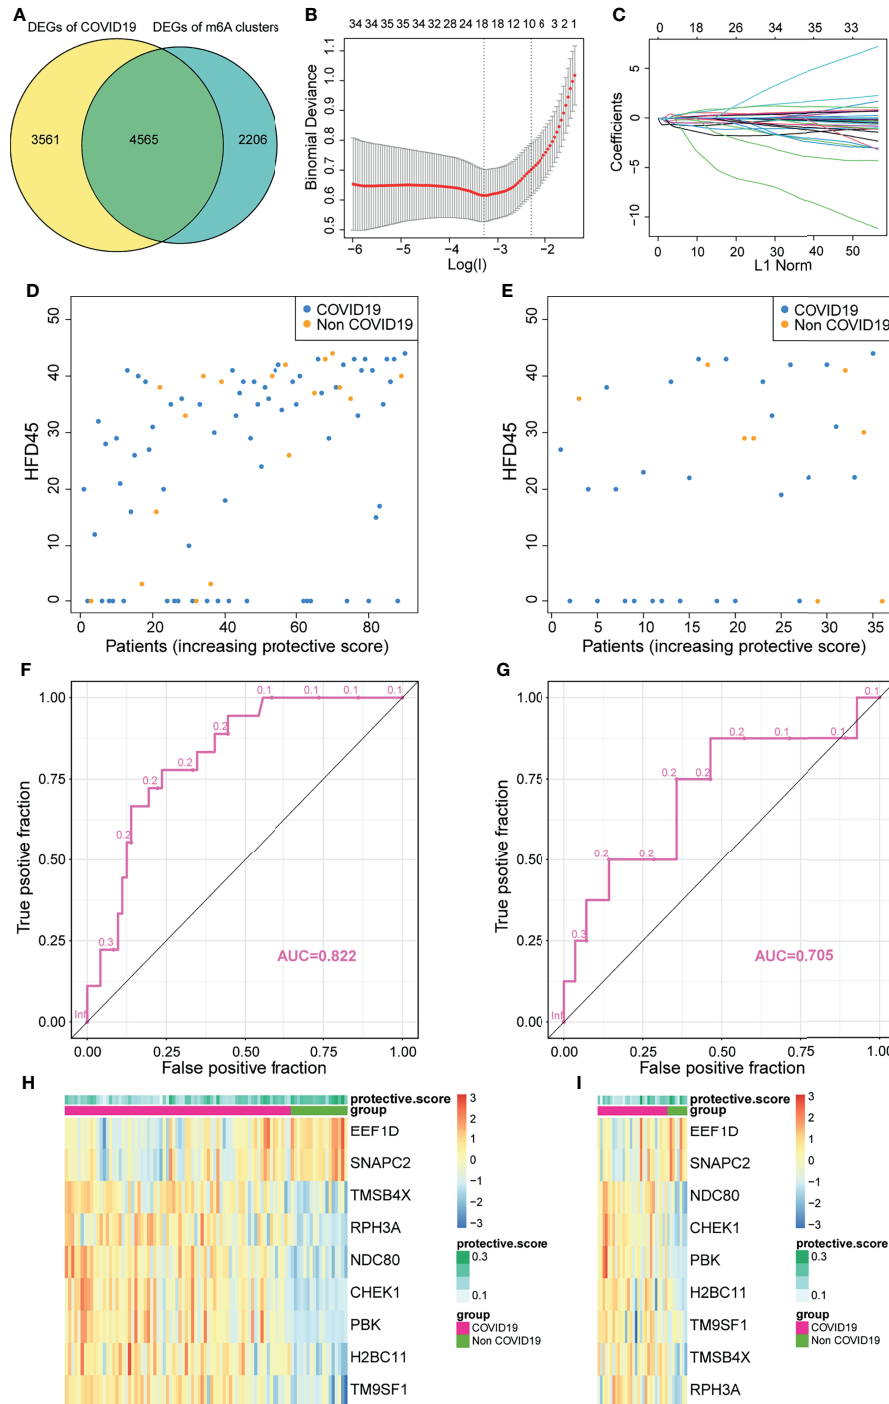 A
DEGs of COVID19
DEGs of m6A clusters
3561
4565
2206
B
34 34 35 35 34 32 28 24 18 18 12 10 6 3 2 1
Binomial Deviance
1.1
1.0
0.9
0.8
0.7
0.6
0.5
−6 −5 −4 −3 −2
Log(l)
C
0 18 26 34 35 33
Coefficients
5
0
−5
−10
0 10 20 30 40 50
L1 Norm
D
COVID19
Non COVID19
HFD45
50
40
30
20
10
0
0 20 40 60 80
Patients (increasing protective score)
E
COVID19
Non COVID19
HFD45
50
40
30
20
10
0
0 5 10 15 20 25 30 35
Patients (increasing protective score)
F
True psotive fraction
1.00
0.75
0.50
0.25
0.00
0.1 0.1 0.1 0.1
0.2
0.2
0.2
0.2
0.3
Inf
AUC=0.822
0.00 0.25 0.50 0.75 1.00
False positive fraction
G
True psotive fraction
1.00
0.75
0.50
0.25
0.00
0.1
0.2 0.1 0.1
0.2 0.2
0.2 0.2
0.3
Inf
AUC=0.705
0.00 0.25 0.50 0.75 1.00
False positive fraction
H
protective.score
group
EEF1D
SNAPC2
TMSB4X
RPH3A
NDC80
CHEK1
PBK
H2BC11
TM9SF1
3
2
1
0
−1
−2
−3
protective.score
0.3
0.1
group
COVID19
Non COVID19
I
protective.score
group
EEF1D
SNAPC2
NDC80
CHEK1
PBK
H2BC11
TM9SF1
TMSB4X
RPH3A
3
2
1
0
−1
−2
−3
protective.score
0.3
0.1
group
COVID19
Non COVID19